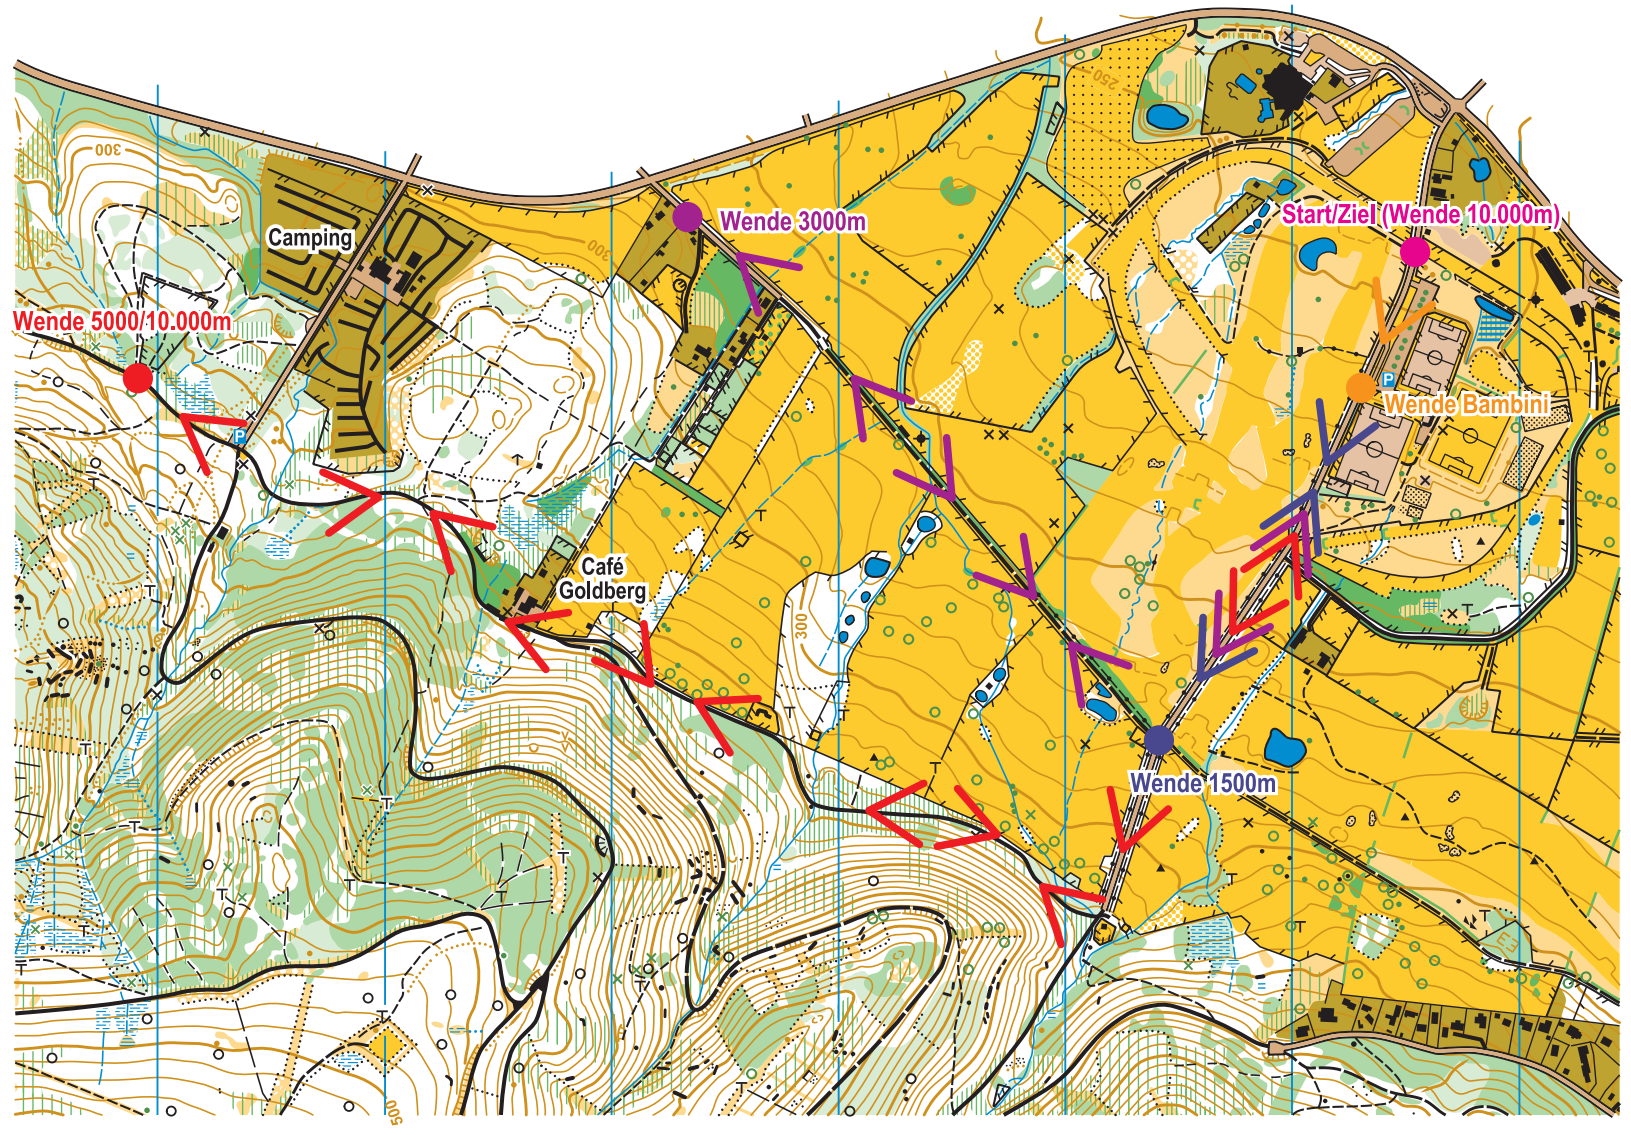 250
300
Start/Ziel (Wende 10.000m)
Wende 3000m
Camping
300
Wende 5000/10.000m
P
Wende Bambini
P
Café
Goldberg
300
Wende 1500m
500